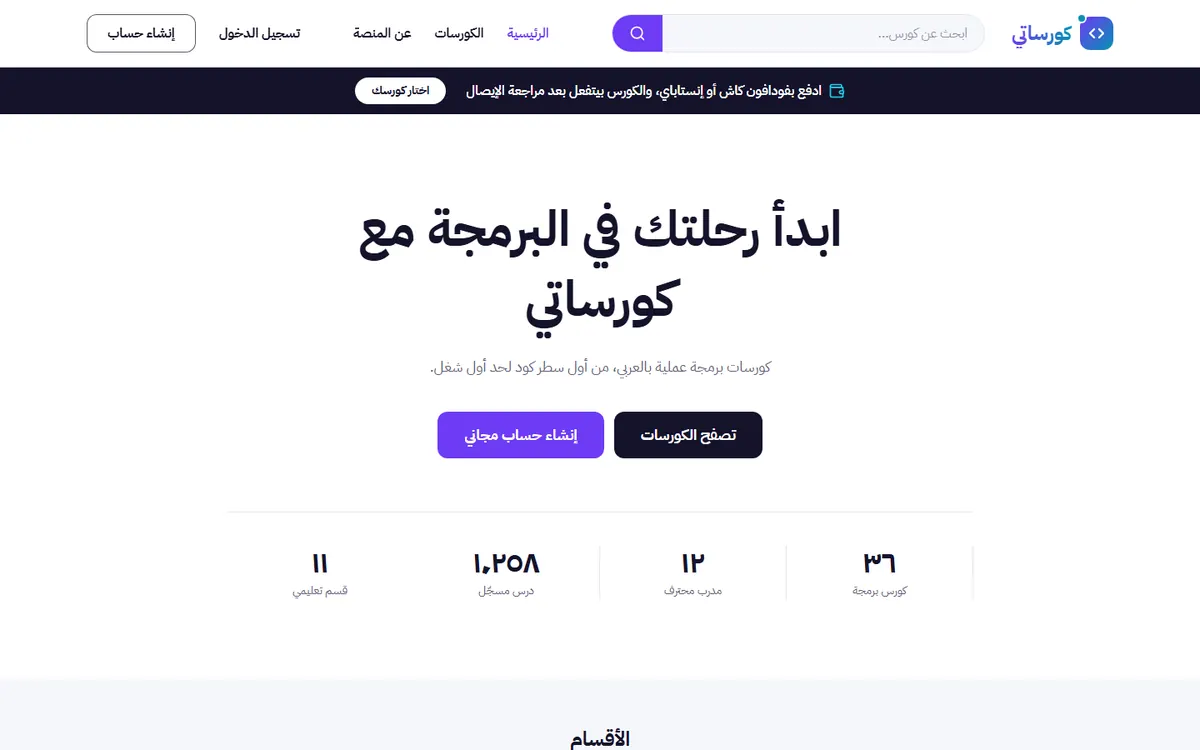 كورساتي
ابحث عن كورس...
الرئيسية
الكورسات
عن المنصة
تسجيل الدخول
إنشاء حساب
ادفع بفودافون كاش أو إنستاباي، والكورس بيتفعل بعد مراجعة الإيصال
اختار كورسك
ابدأ رحلتك في البرمجة مع
كورساتي
كورسات برمجة عملية بالعربي، من أول سطر كود لحد أول شغل.
تصفح الكورسات
إنشاء حساب مجاني
٣٦
كورس برمجة
١٢
مدرب محترف
١,٢٥٨
درس مسجّل
١١
قسم تعليمي
الأقسام